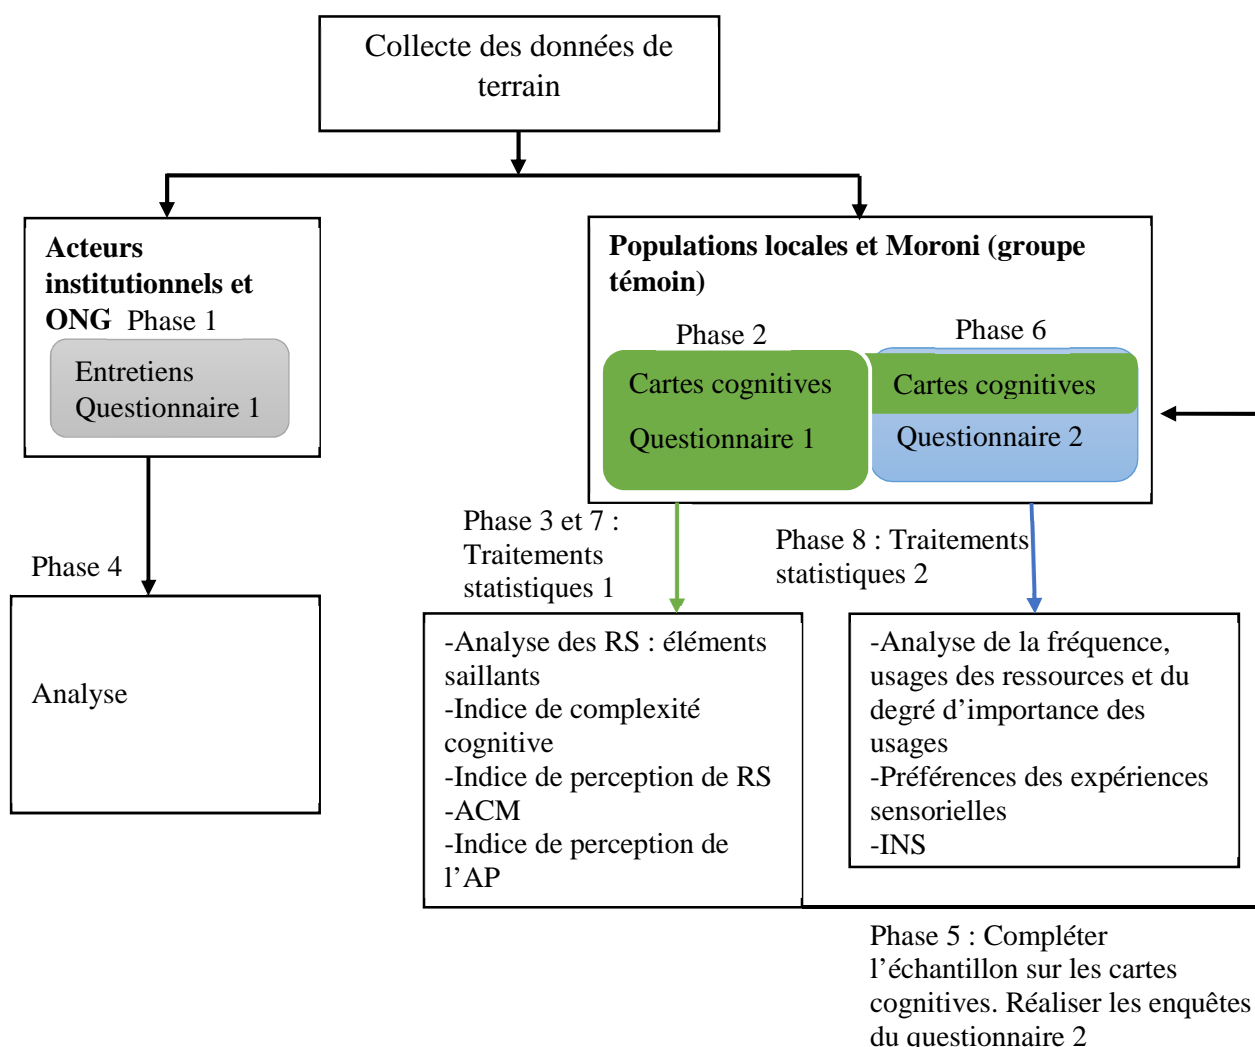 Collecte des données de
terrain
Acteurs
institutionnels et
ONG Phase 1
Entretiens
Questionnaire 1
Populations locales et Moroni (groupe
témoin)
Phase 2
Cartes cognitives
Questionnaire 1
Phase 6
Cartes cognitives
Questionnaire 2
Phase 4
Analyse
Phase 3 et 7 :
Traitements
statistiques 1
Phase 8 : Traitements
statistiques 2
-Analyse des RS : éléments
saillants
-Indice de complexité
cognitive
-Indice de perception de RS
-ACM
-Indice de perception de
l’AP
-Analyse de la fréquence,
usages des ressources et du
degré d’importance des
usages
-Préférences des expériences
sensorielles
-INS
Phase 5 : Compléter
l’échantillon sur les cartes
cognitives. Réaliser les enquêtes
du questionnaire 2